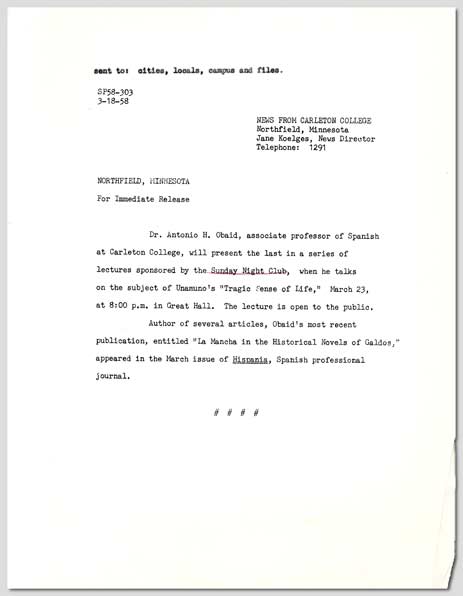 sent to: cities, locals, campus and files.
SP58-303
3-18-58
NEWS FROM CARLETON COLLEGE
Northfield, Minnesota
Jane Koelges, News Director
Telephone: 1291
NORTHFIELD, MINNESOTA
For Immediate Release
Dr. Antonio H. Obaid, associate professor of Spanish
at Carleton College, will present the last in a series of
lectures sponsored by the Sunday Night Club, when he talks
on the subject of Unamuno's "Tragic Sense of Life," March 23,
at 8:00 p.m. in Great Hall. The lecture is open to the public.
Author of several articles, Obaid's most recent
publication, entitled "La Mancha in the Historical Novels of Galdos,"
appeared in the March issue of Hispania, Spanish professional
journal.
# # # #